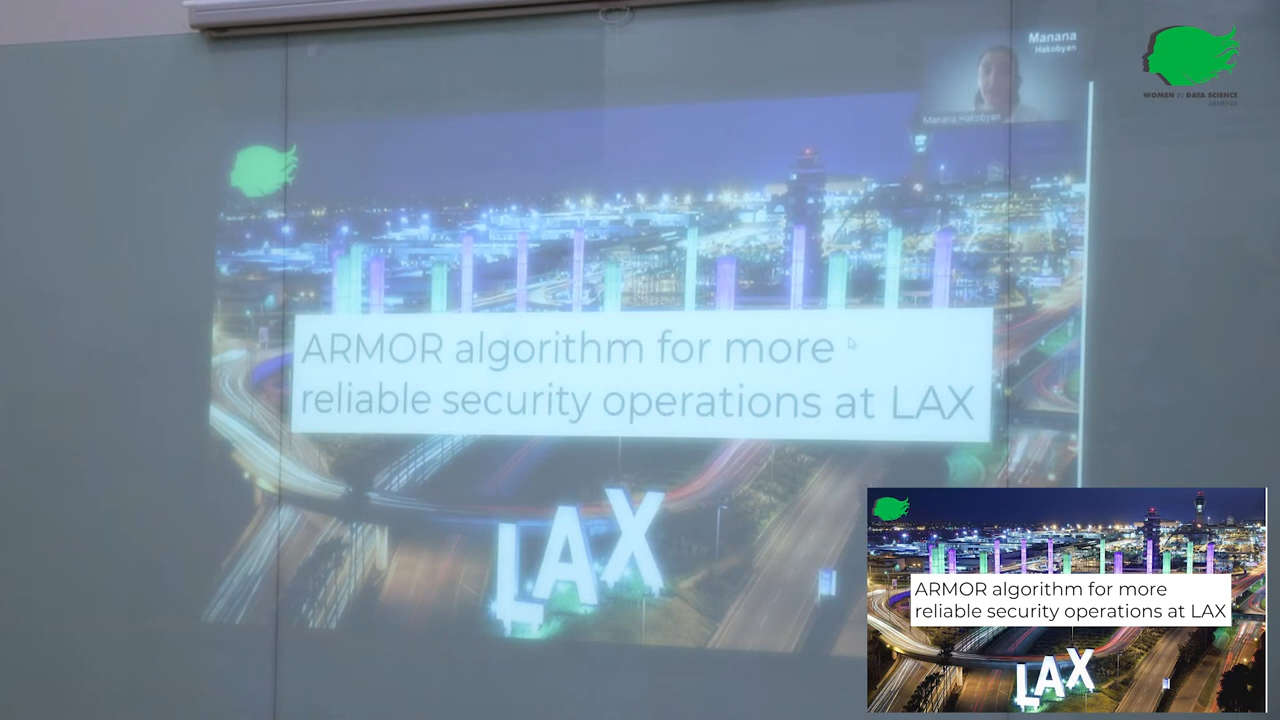 Manana
Hakobyan
Manana Hakobyan
WOMEN IN DATA SCIENCE
ARMENIA
ARMOR algorithm for more
reliable security operations at LAX
LAX
ARMOR algorithm for more
reliable security operations at LAX
LAX